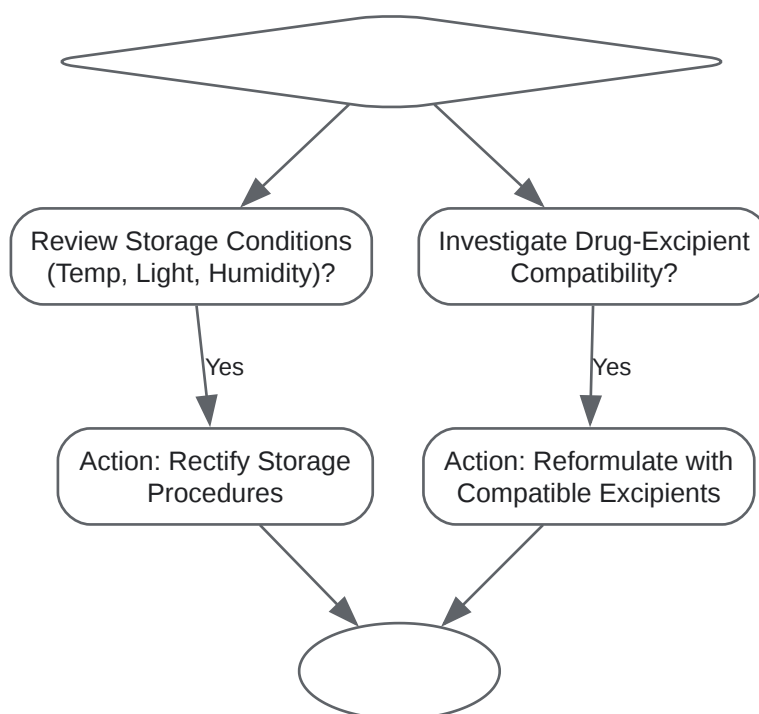 Review Storage Conditions
(Temp, Light, Humidity)?
Investigate Drug-Excipient
Compatibility?
Yes
Yes
Action: Rectify Storage
Procedures
Action: Reformulate with
Compatible Excipients